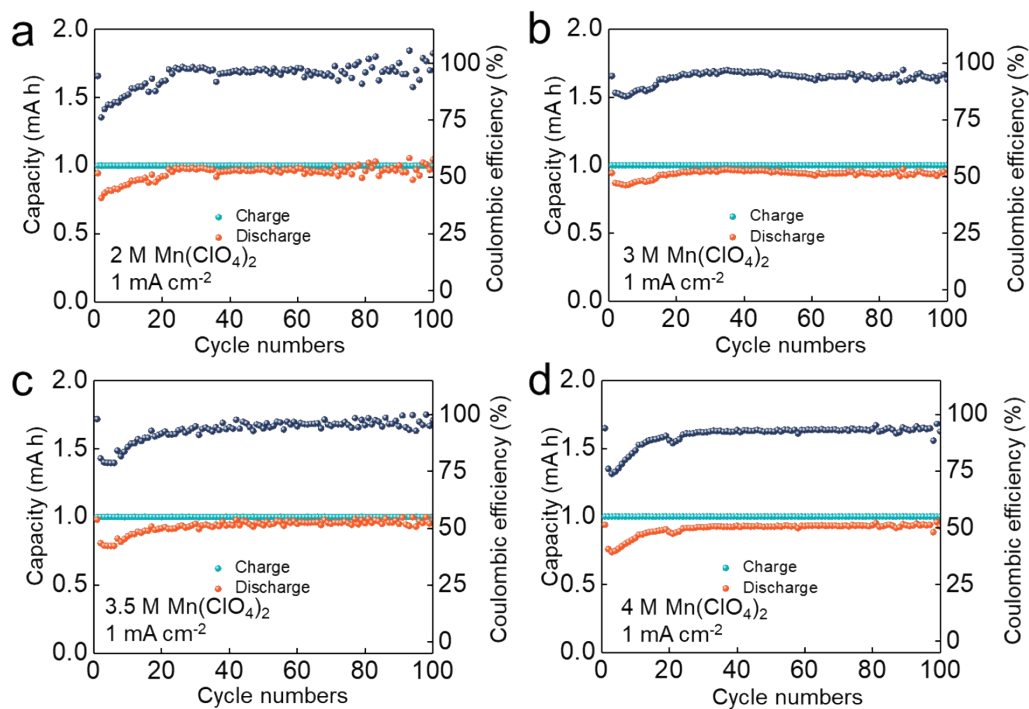 a
2.0
1.5
1.0
0.5
0.0
Capacity (mA h)
100
75
50
25
0
Coulombic efficiency (%)
Charge
Discharge
2 M Mn(ClO4)2
1 mA cm-2
0 20 40 60 80 100
Cycle numbers
b
2.0
1.5
1.0
0.5
0.0
Capacity (mA h)
100
75
50
25
0
Coulombic efficiency (%)
Charge
Discharge
3 M Mn(ClO4)2
1 mA cm-2
0 20 40 60 80 100
Cycle numbers
c
2.0
1.5
1.0
0.5
0.0
Capacity (mA h)
100
75
50
25
0
Coulombic efficiency (%)
Charge
Discharge
3.5 M Mn(ClO4)2
1 mA cm-2
0 20 40 60 80 100
Cycle numbers
d
2.0
1.5
1.0
0.5
0.0
Capacity (mA h)
100
75
50
25
0
Coulombic efficiency (%)
Charge
Discharge
4 M Mn(ClO4)2
1 mA cm-2
0 20 40 60 80 100
Cycle numbers